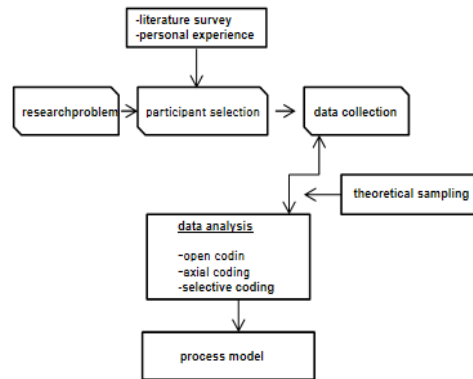 -literature survey
-personal experience
researchproblem
participant selection
data collection
theoretical sampling
data analysis
-open codin
-axial coding
-selective coding
process model